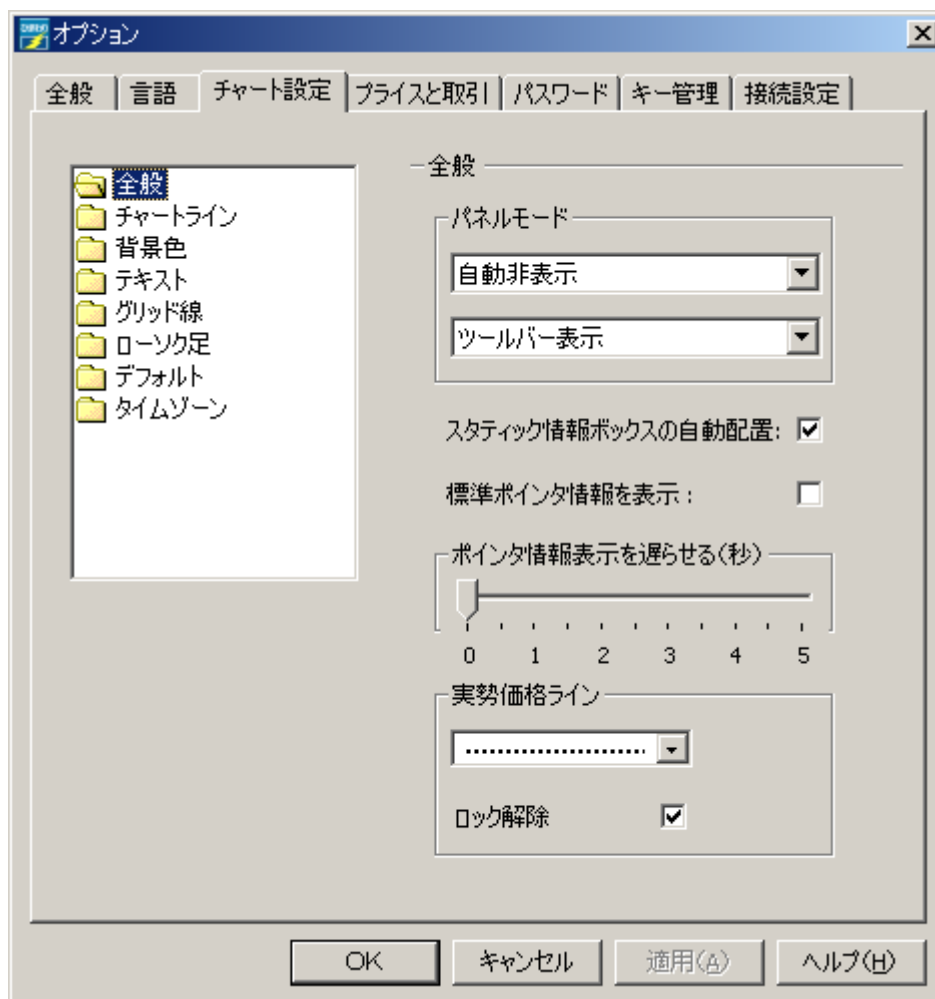 オプション
全般 言語 チャート設定 プライスと取引 パスワード キー管理 接続設定
全般
チャートライン
背景色
テキスト
グリッド線
ローソク足
デフォルト
タイムゾーン
全般
パネルモード
自動非表示
ツールバー表示
スタティック情報ボックスの自動配置:
標準ポインタ情報を表示:
ポインタ情報表示を遅らせる(秒)
0 1 2 3 4 5
実勢価格ライン
ロック解除
OK キャンセル 適用(A) ヘルプ(H)